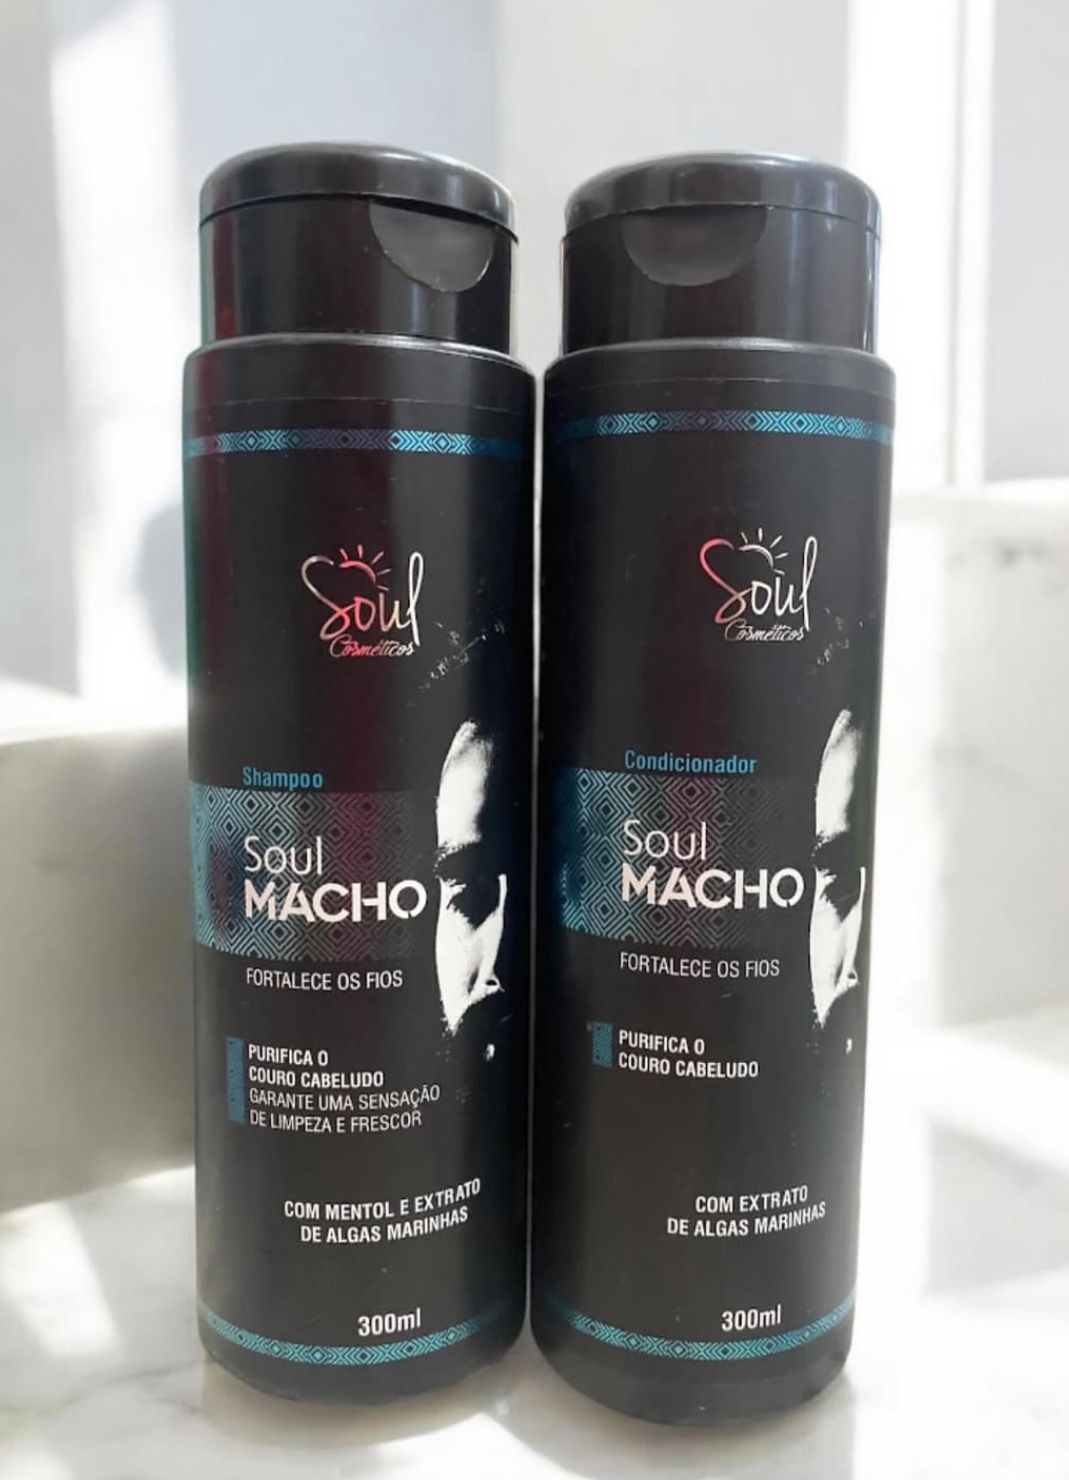 Soul
Cosméticos
Shampoo
Soul
MACHO
FORTALECE OS FIOS
PURIFICA O
COURO CABELUDO
GARANTE UMA SENSAÇÃO
DE LIMPEZA E FRESCOR
COM MENTOL E EXTRATO
DE ALGAS MARINHAS
300ml
Soul
Cosméticos
Condicionador
Soul
MACHO
FORTALECE OS FIOS
PURIFICA O
COURO CABELUDO
COM EXTRATO
DE ALGAS MARINHAS
300ml